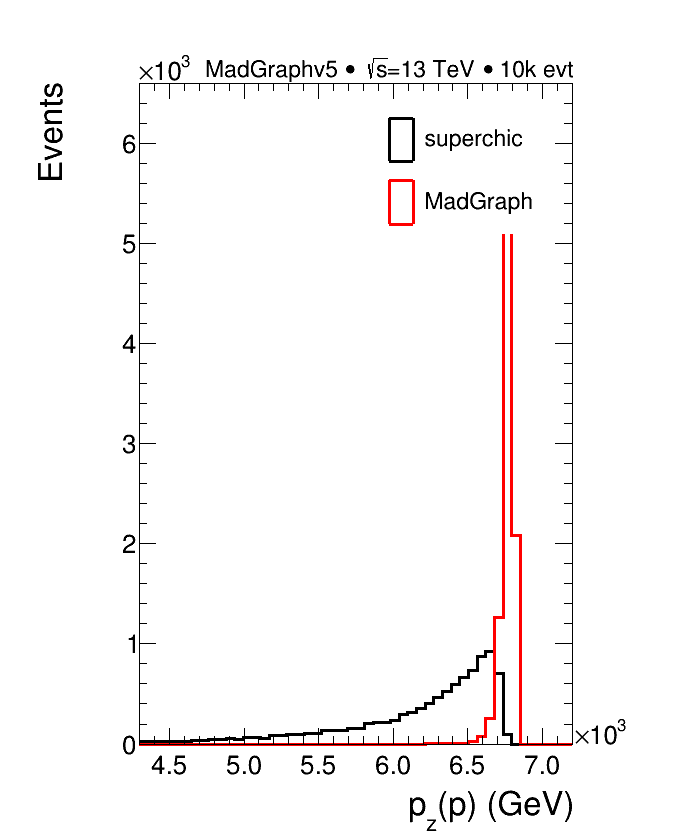 ×10³ MadGraphv5 • √s=13 TeV • 10k evt
Events
superchic
MadGraph
6
5
4
3
2
1
0
4.5 5.0 5.5 6.0 6.5 7.0 ×10³
p_z(p) (GeV)